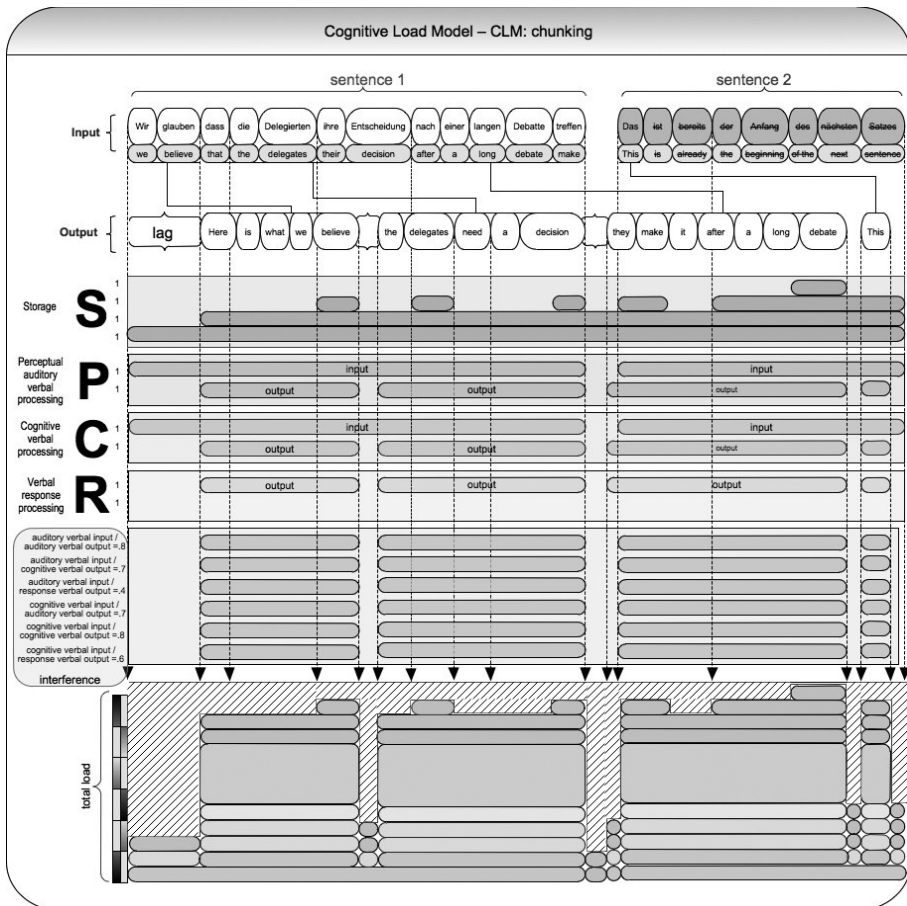 Cognitive Load Model – CLM: chunking
sentence 1 sentence 2
Input
Wir glauben dass die Delegierten ihre Entscheidung nach einer langen Debatte treffen Das ist bereits der Anfang des nächsten Satzes
we believe that the delegates their decision after a long debate make This is already the beginning of the next sentence
Output
lag Here is what we believe the delegates need a decision they make it after a long debate This
Storage
S
1
1
1
1
Perceptual
auditory
verbal
processing
P
1 input input
1 output output output
Cognitive
verbal
processing
C
1 input input
1 output output output
Verbal
response
processing
R
1 output output output
1
auditory verbal input /
auditory verbal output =.8
auditory verbal input /
cognitive verbal output =.7
auditory verbal input /
response verbal output =.4
cognitive verbal input /
auditory verbal output =.7
cognitive verbal input /
cognitive verbal output =.8
cognitive verbal input /
response verbal output =.6
interference
total load